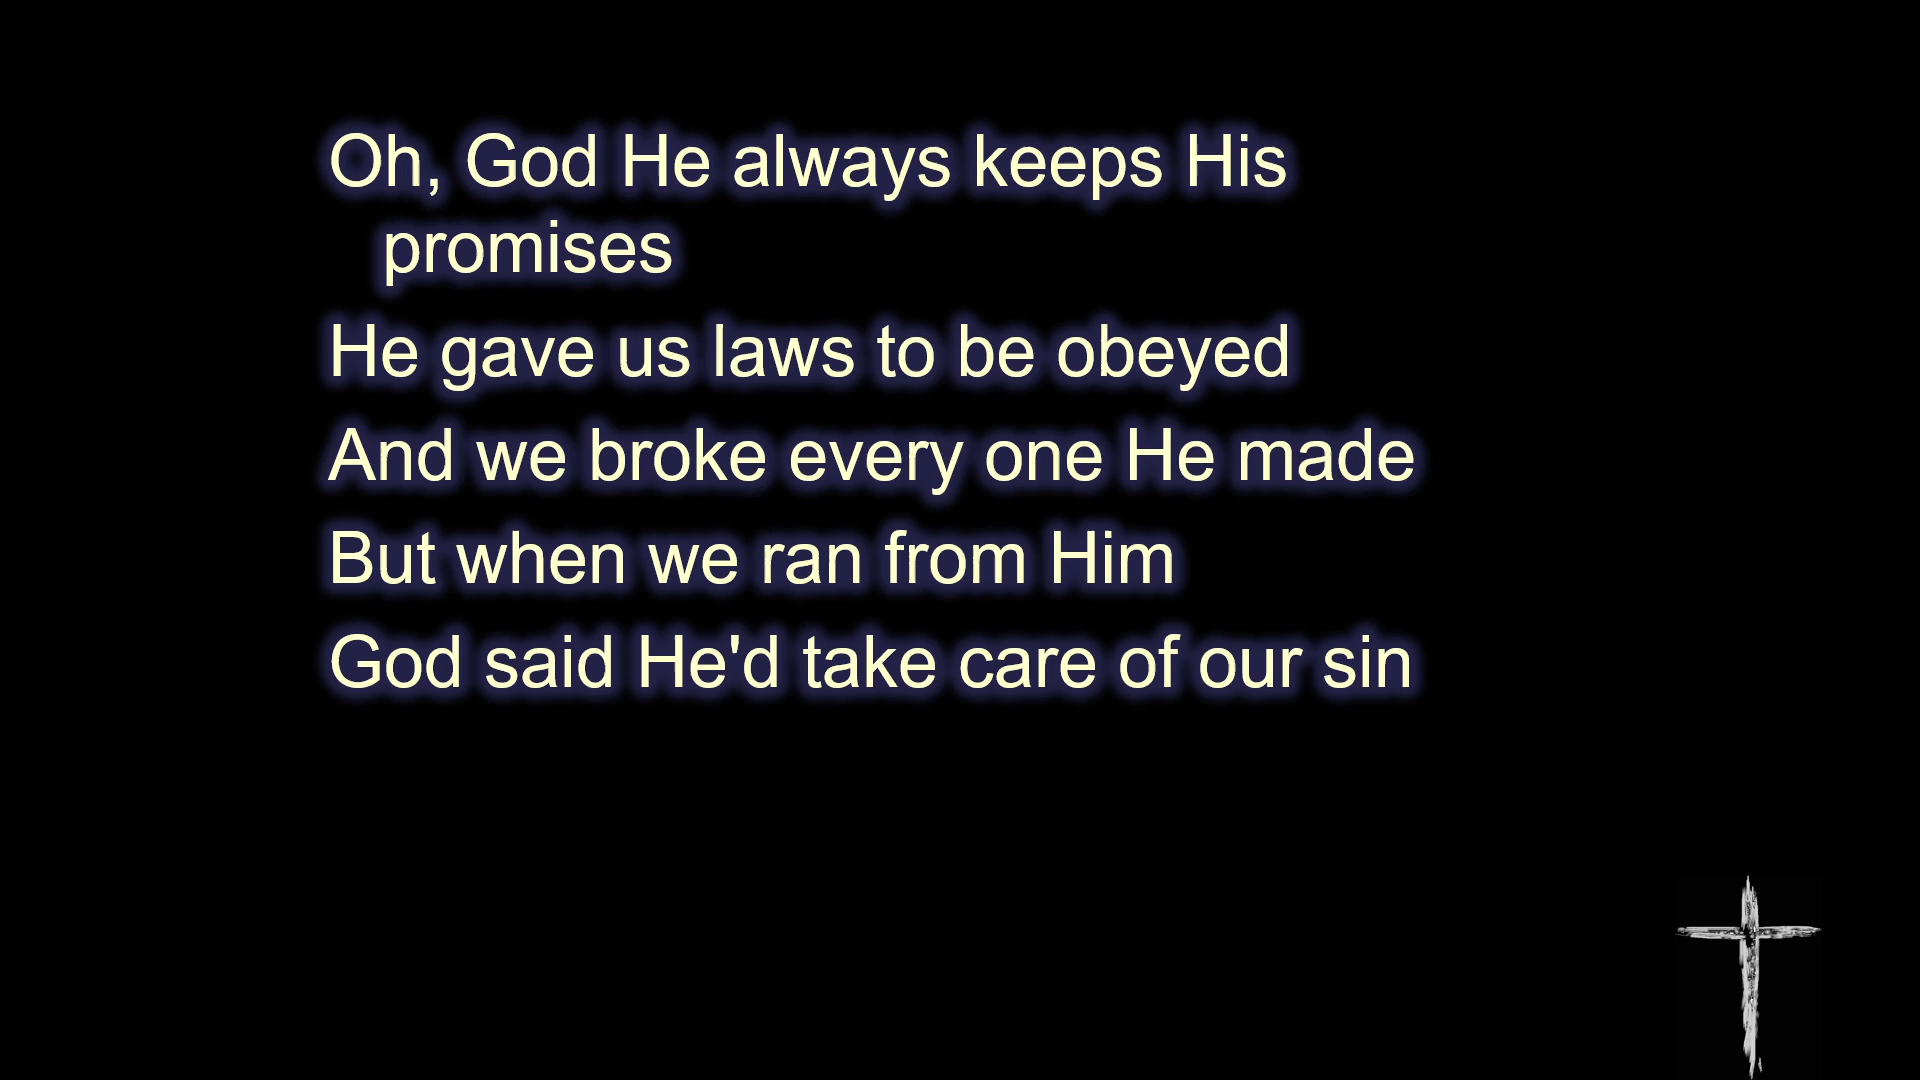 Oh, God He always keeps His
promises
He gave us laws to be obeyed
And we broke every one He made
But when we ran from Him
God said He'd take care of our sin